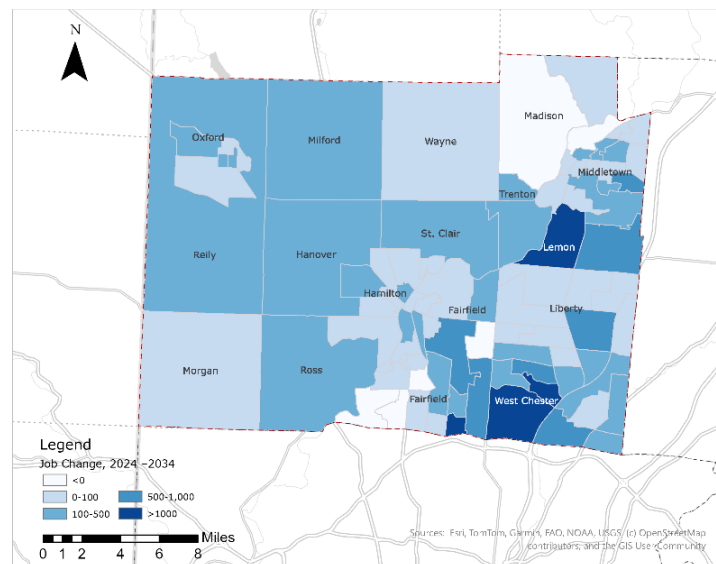 N
Madison
Oxford
Milford
Wayne
Middletown
Trenton
St. Clair
Lemon
Reily
Hanover
Hamilton
Fairfield
Liberty
Morgan
Ross
Fairfield
West Chester
Legend
Job Change, 2024 –2034
<0
0-100
500-1,000
100-500
>1000
Miles
0 1 2 4 6 8
Sources: Esri, TomTom, Garmin, FAO, NOAA, USGS, (c) OpenStreetMap
contributors, and the GIS User Community